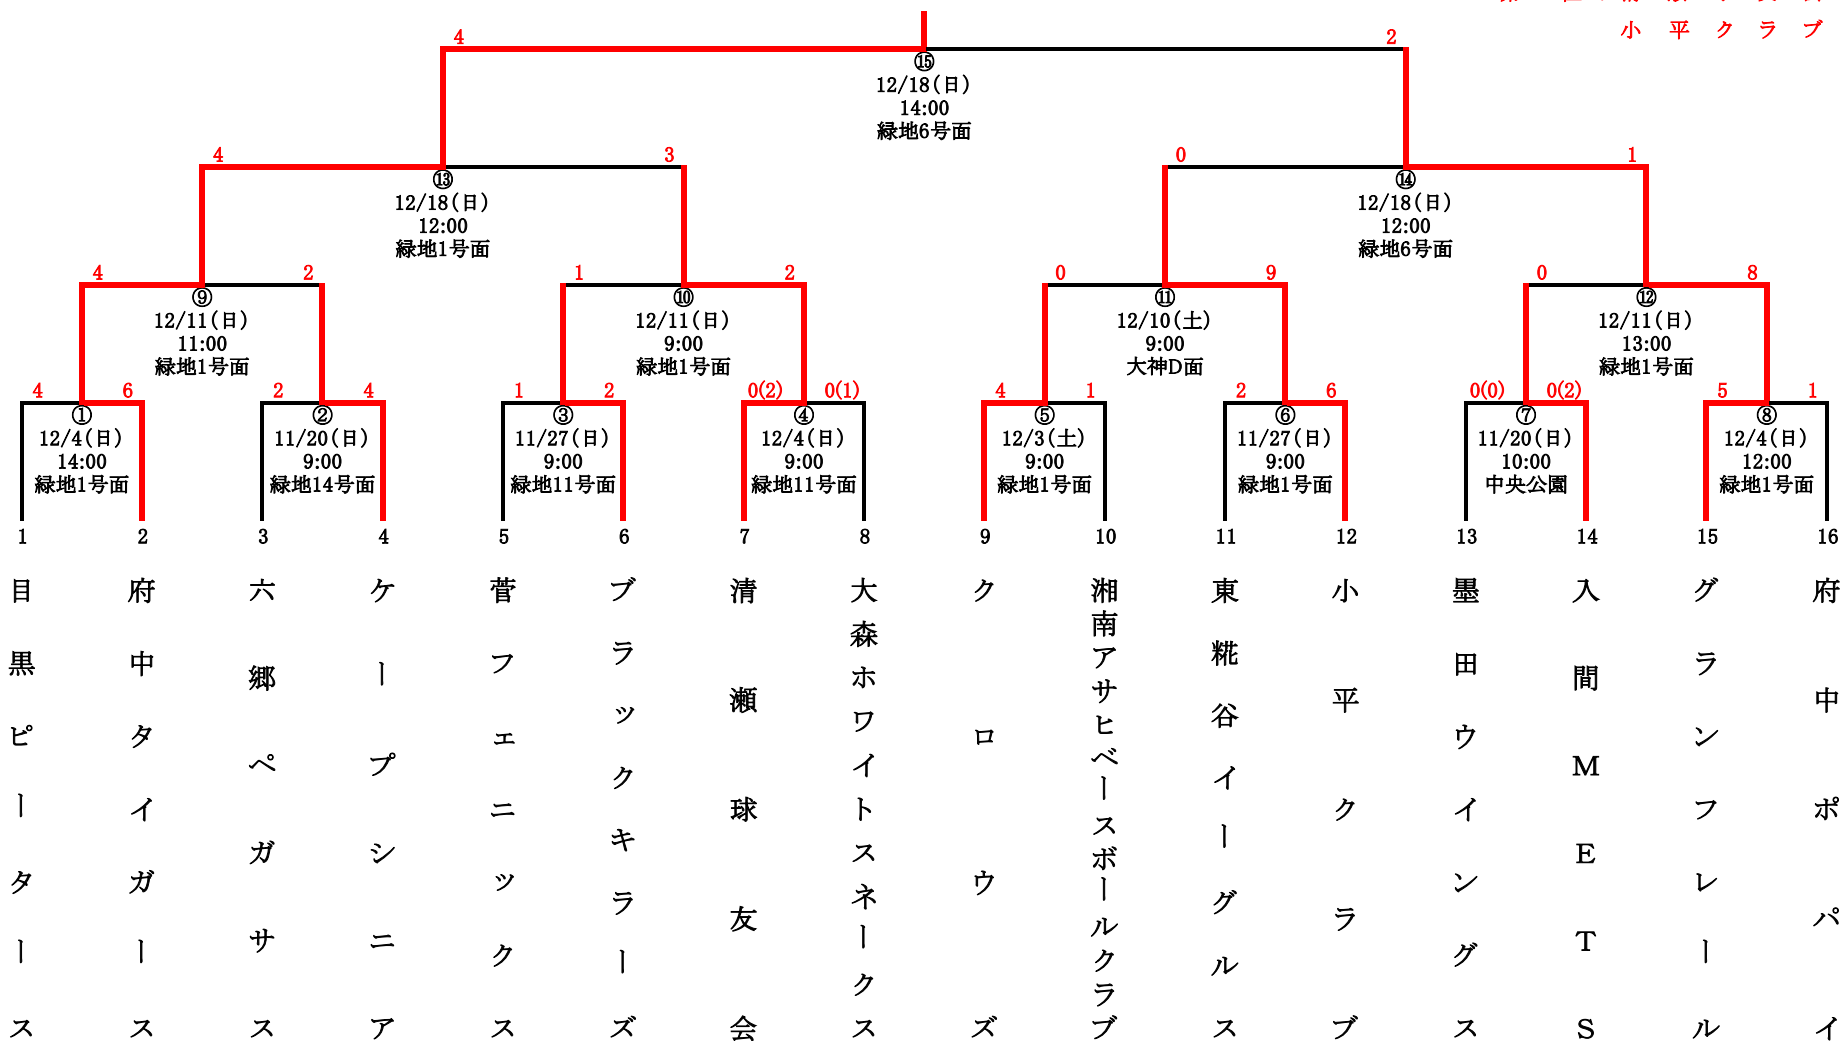 小平クラブ
4 2
⑮
12/18(日)
14:00
緑地6号面
4 3 0 1
⑬ ⑭
12/18(日) 12/18(日)
12:00 12:00
緑地1号面 緑地6号面
4 2 1 2 0 9 0 8
⑨ ⑩ ⑪ ⑫
12/11(日) 12/11(日) 12/10(土) 12/11(日)
11:00 9:00 9:00 13:00
緑地1号面 緑地1号面 大神D面 緑地1号面
4 6 2 4 1 2 0(2) 0(1) 4 1 2 6 0(0) 0(2) 5 1
① ② ③ ④ ⑤ ⑥ ⑦ ⑧
12/4(日) 11/20(日) 11/27(日) 12/4(日) 12/3(土) 11/27(日) 11/20(日) 12/4(日)
14:00 9:00 9:00 9:00 9:00 9:00 10:00 12:00
緑地1号面 緑地14号面 緑地11号面 緑地11号面 緑地1号面 緑地1号面 中央公園 緑地1号面
1 2 3 4 5 6 7 8 9 10 11 12 13 14 15 16
目黒ピータース
府中タイガース
六郷ペガサス
ケープシニア
菅フェニックス
ブラックキラーズ
清瀬球友会
大森ホワイトスネークス
クロウズ
湘南アサヒベースボールクラブ
東糀谷イーグルス
小平クラブ
墨田ウイングス
入間METS
グランフレール
府中ポパイ